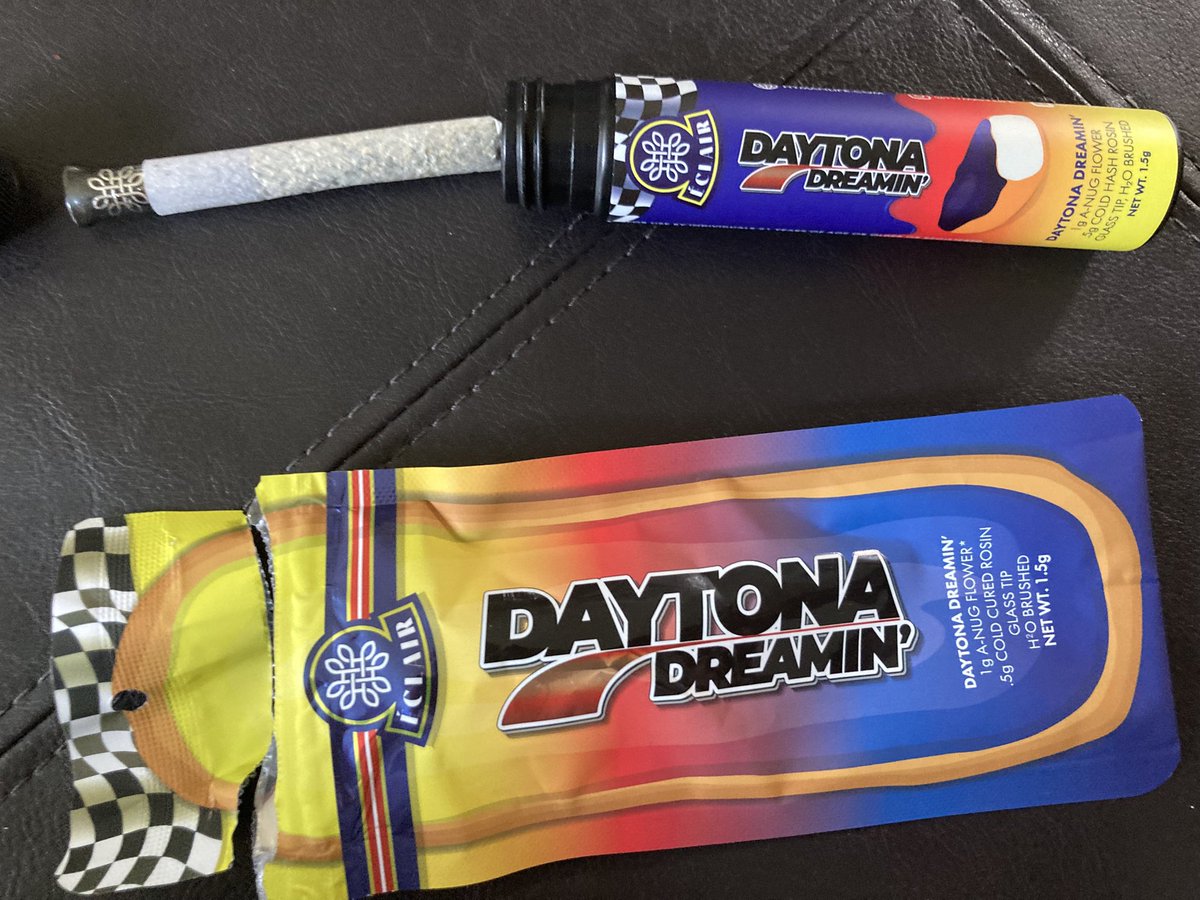 ÉCLAIR
DAYTONA
DREAMIN'
DAYTONA DREAMIN'
1g A-NUG FLOWER
.5g COLD HASH ROSIN
GLASS TIP, H₂O BRUSHED
NET WT. 1.5g
ÉCLAIR
DAYTONA
DREAMIN'
DAYTONA DREAMIN'
1g A-NUG FLOWER*
.5g COLD CURED ROSIN
GLASS TIP
H²O BRUSHED
NET WT. 1.5g